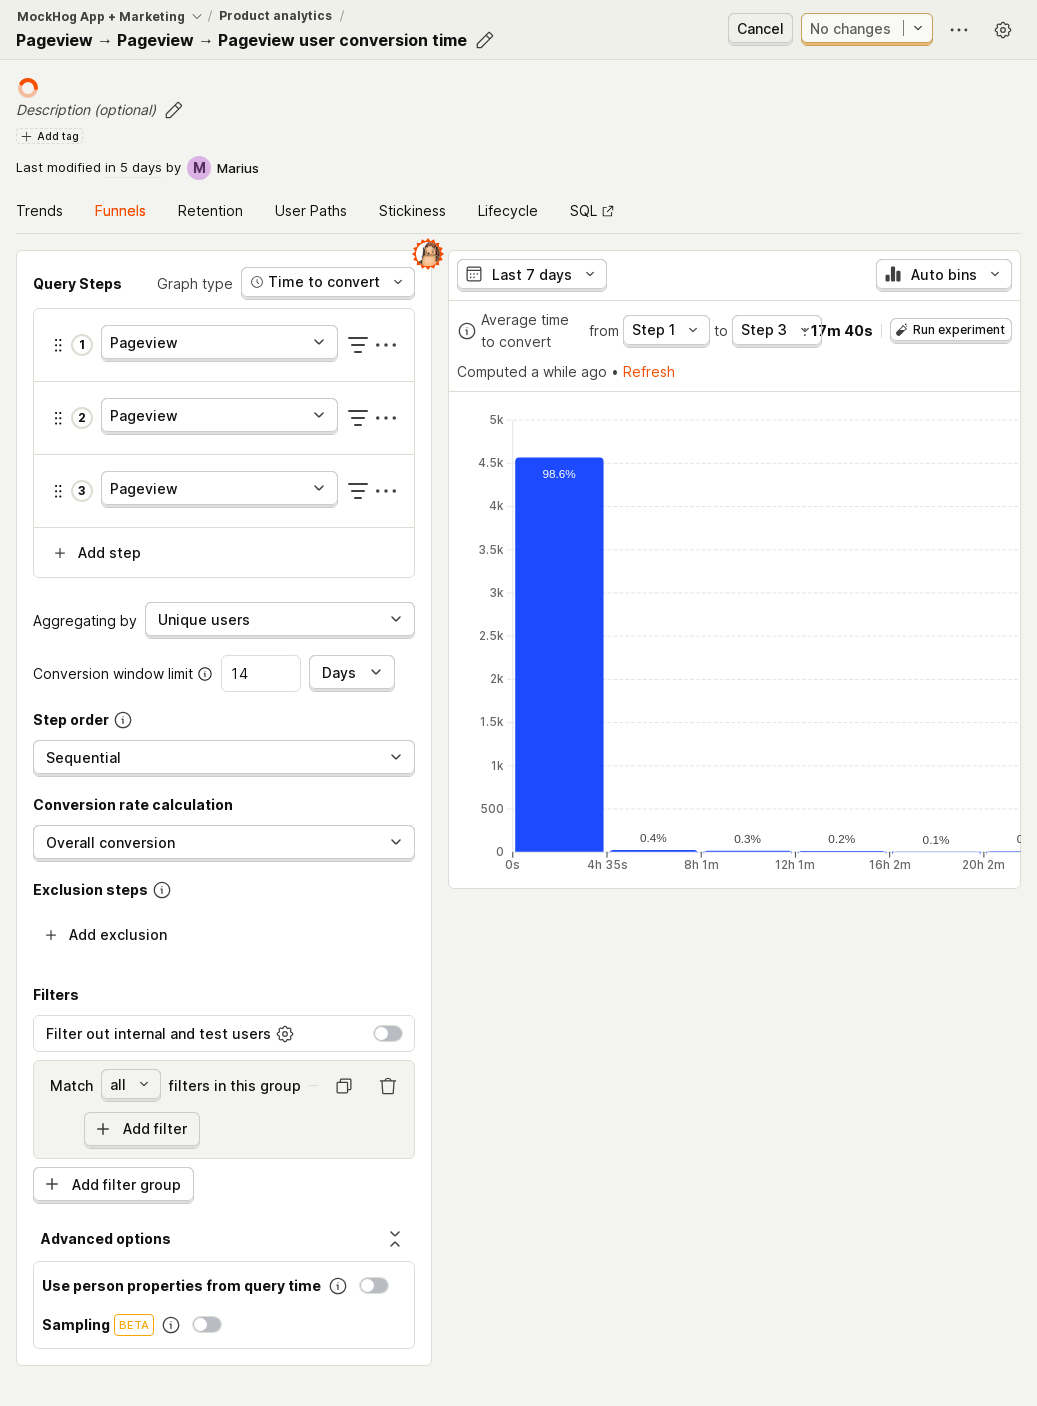 MockHog App + Marketing / Product analytics /
Pageview → Pageview → Pageview user conversion time
Cancel
No changes
Description (optional)
Add tag
Last modified in 5 days by M Marius
Trends Funnels Retention User Paths Stickiness Lifecycle SQL
Query Steps Graph type Time to convert
1 Pageview
2 Pageview
3 Pageview
Add step
Aggregating by Unique users
Conversion window limit 14 Days
Step order
Sequential
Conversion rate calculation
Overall conversion
Exclusion steps
Add exclusion
Filters
Filter out internal and test users
Match all filters in this group
Add filter
Add filter group
Advanced options
Use person properties from query time
Sampling BETA
Last 7 days Auto bins
Average time to convert from Step 1 to Step 3 : 17m 40s Run experiment
Computed a while ago • Refresh
5k
4.5k
98.6%
4k
3.5k
3k
2.5k
2k
1.5k
1k
500
0.4% 0.3% 0.2% 0.1%
0
0s 4h 35s 8h 1m 12h 1m 16h 2m 20h 2m